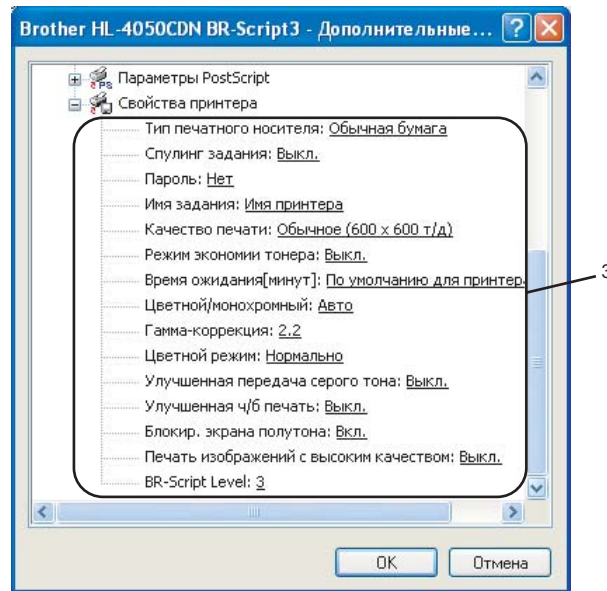 Brother HL-4050CDN BR-Script3 - Дополнительные...
Параметры PostScript
Свойства принтера
Тип печатного носителя: Обычная бумага
Спулинг задания: Выкл.
Пароль: Нет
Имя задания: Имя принтера
Качество печати: Обычное (600 x 600 т/д)
Режим экономии тонера: Выкл.
Время ожидания[минут]: По умолчанию для принтер
Цветной/монохромный: Авто
Гамма-коррекция: 2.2
Цветной режим: Нормально
Улучшенная передача серого тона: Выкл.
Улучшенная ч/б печать: Выкл.
Блокир. экрана полутона: Вкл.
Печать изображений с высоким качеством: Выкл.
BR-Script Level: 3
3
OK
Отмена